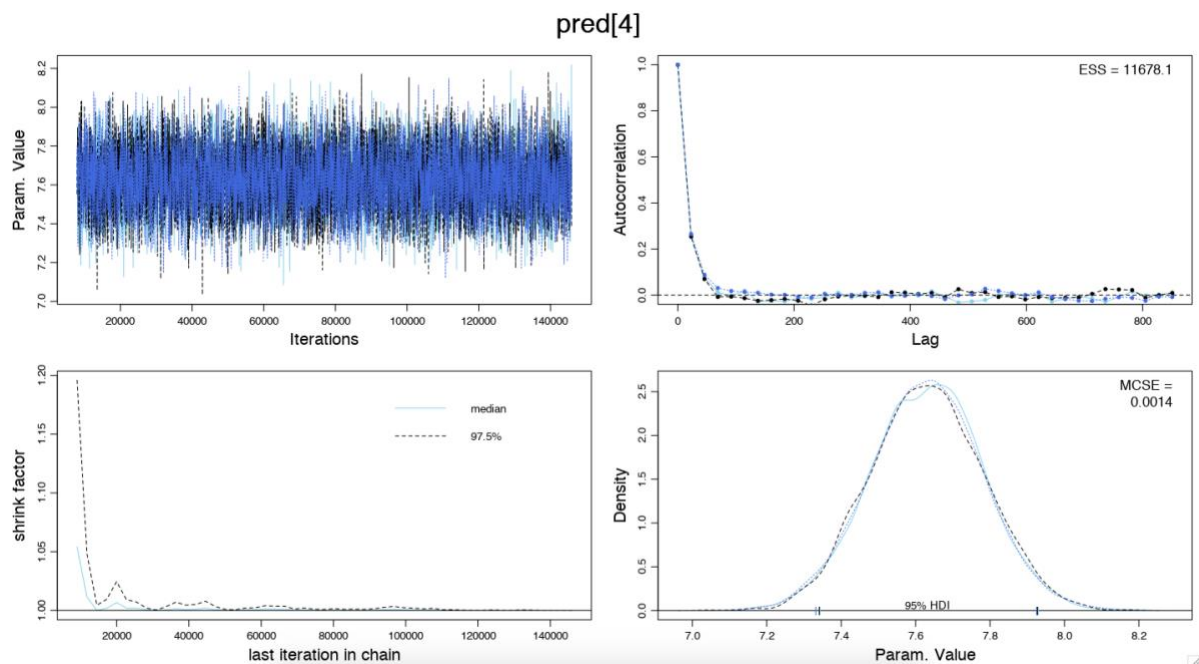 pred[4]
8.2
8.0
7.8
7.6
7.4
7.2
7.0
Param. Value
20000 40000 60000 80000 100000 120000 140000
Iterations
ESS = 11678.1
1.0
0.8
0.6
0.4
0.2
0.0
Autocorrelation
0 200 400 600 800
Lag
1.20
1.15
1.10
1.05
1.00
shrink factor
median
97.5%
20000 40000 60000 80000 100000 120000 140000
last iteration in chain
MCSE =
0.0014
2.5
2.0
1.5
1.0
0.5
0.0
Density
95% HDI
7.0 7.2 7.4 7.6 7.8 8.0 8.2
Param. Value